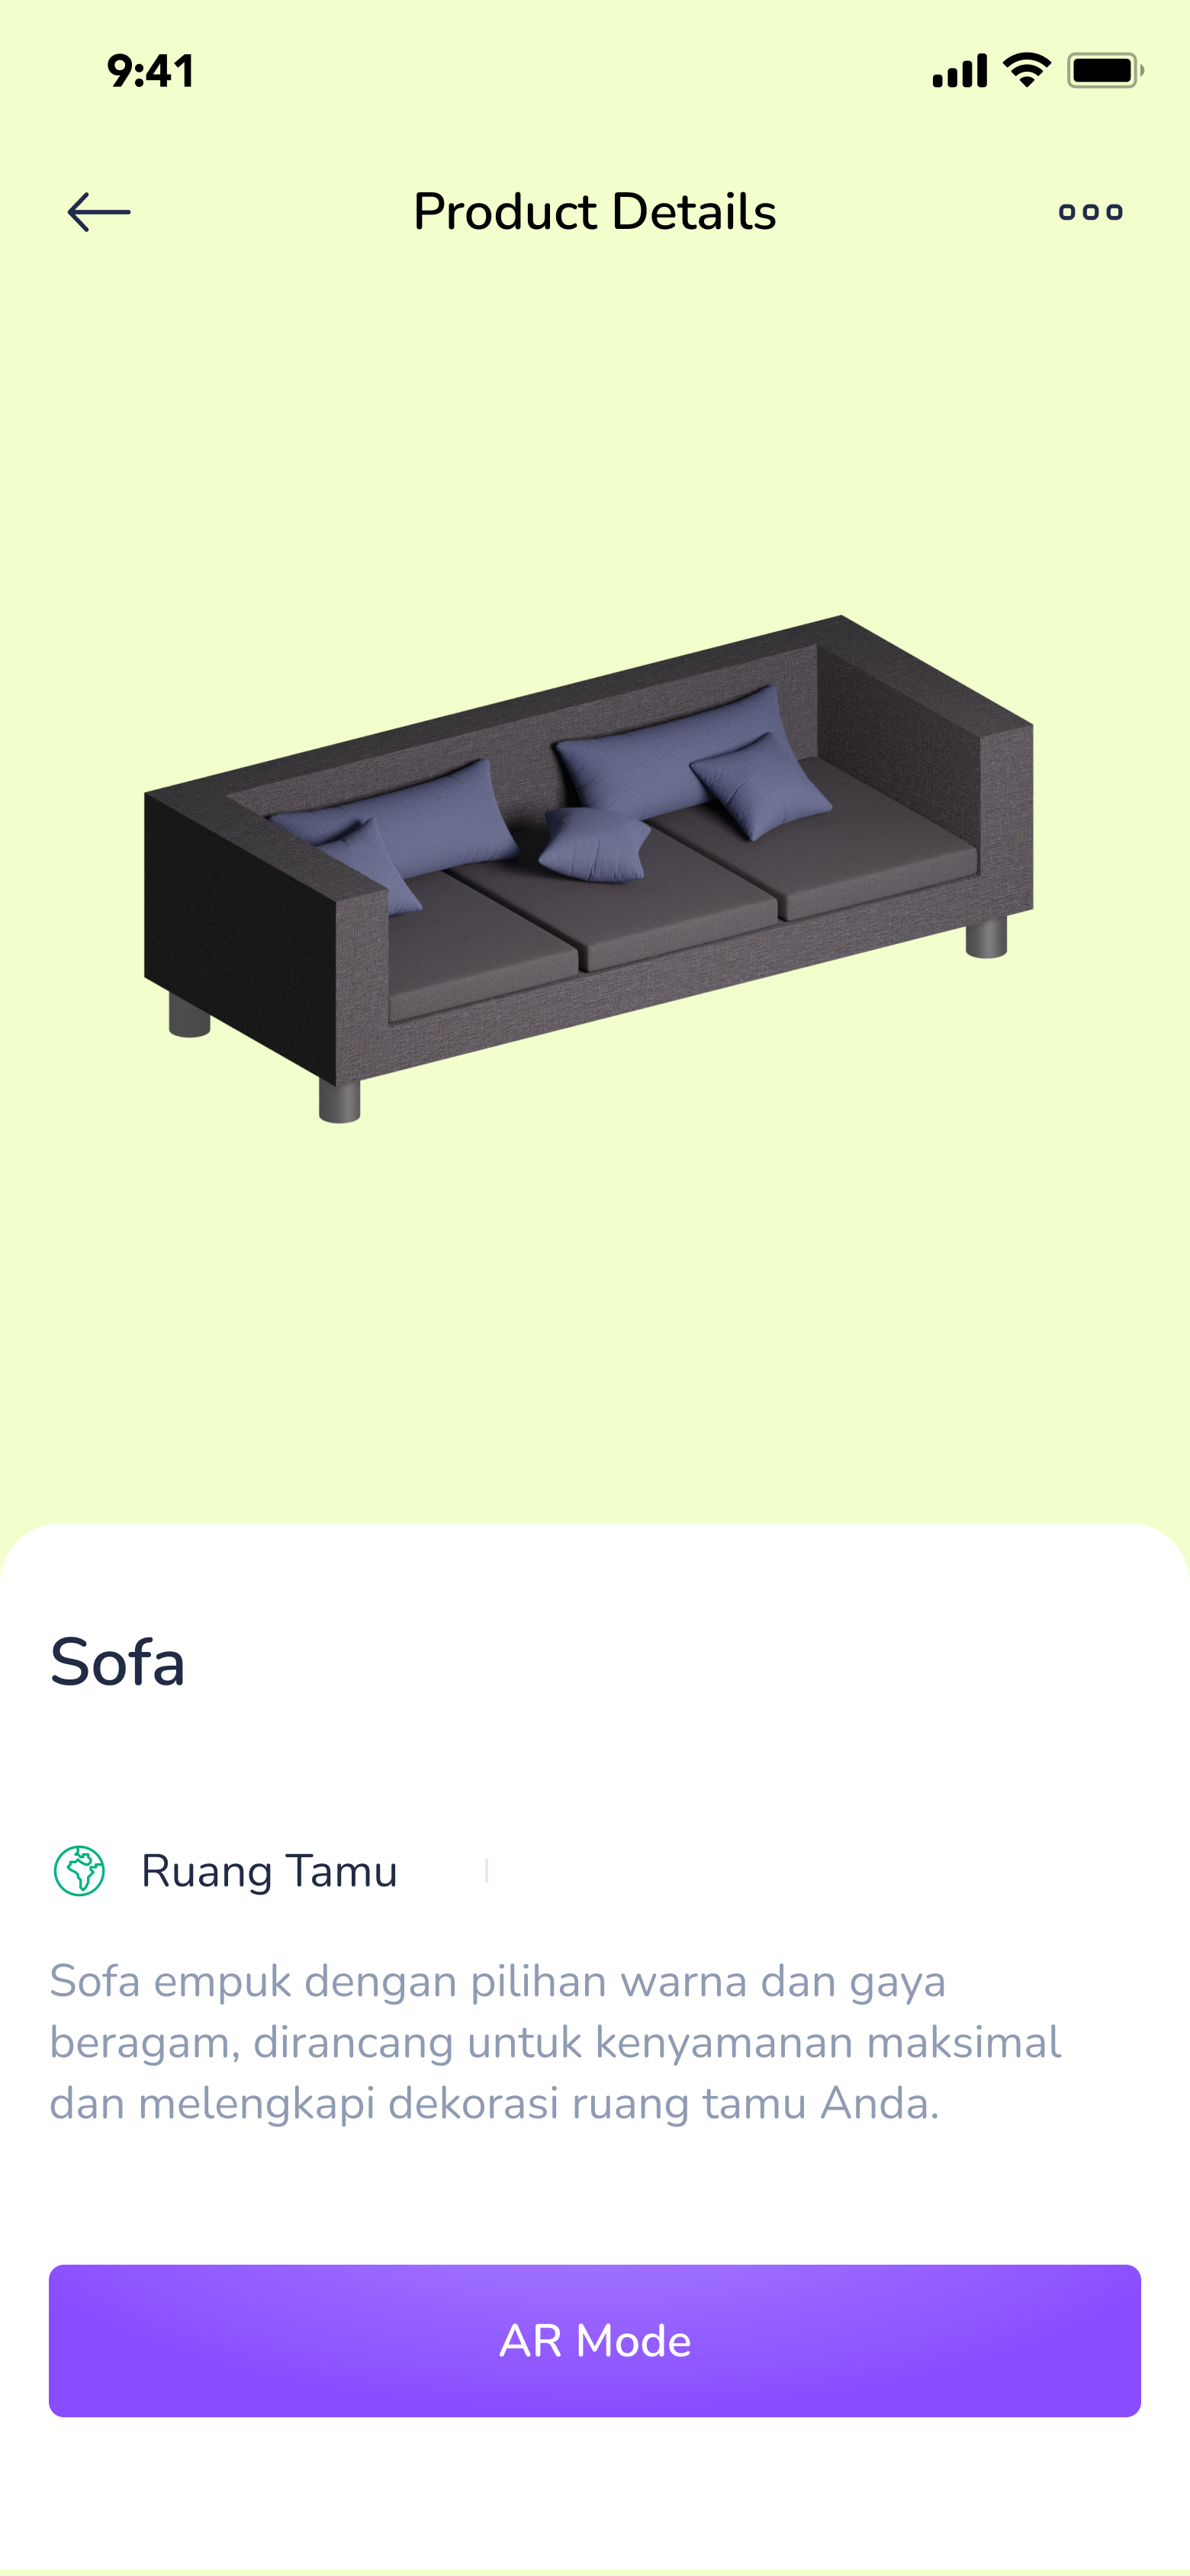 9:41
Product Details
Sofa
Ruang Tamu
Sofa empuk dengan pilihan warna dan gaya
beragam, dirancang untuk kenyamanan maksimal
dan melengkapi dekorasi ruang tamu Anda.
AR Mode